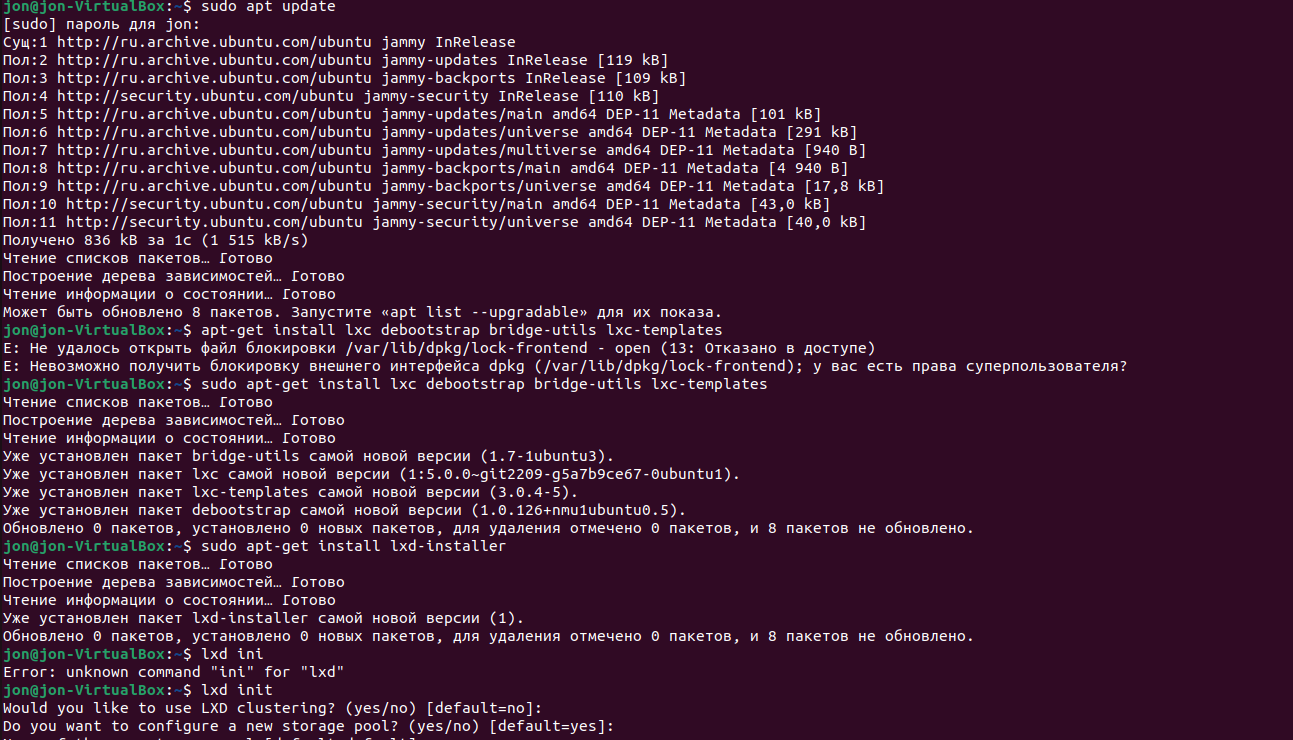 jon@jon-VirtualBox:~$ sudo apt update
[sudo] пароль для jon:
Сущ:1 http://ru.archive.ubuntu.com/ubuntu jammy InRelease
Пол:2 http://ru.archive.ubuntu.com/ubuntu jammy-updates InRelease [119 kB]
Пол:3 http://ru.archive.ubuntu.com/ubuntu jammy-backports InRelease [109 kB]
Пол:4 http://security.ubuntu.com/ubuntu jammy-security InRelease [110 kB]
Пол:5 http://ru.archive.ubuntu.com/ubuntu jammy-updates/main amd64 DEP-11 Metadata [101 kB]
Пол:6 http://ru.archive.ubuntu.com/ubuntu jammy-updates/universe amd64 DEP-11 Metadata [291 kB]
Пол:7 http://ru.archive.ubuntu.com/ubuntu jammy-updates/multiverse amd64 DEP-11 Metadata [940 B]
Пол:8 http://ru.archive.ubuntu.com/ubuntu jammy-backports/main amd64 DEP-11 Metadata [4 940 B]
Пол:9 http://ru.archive.ubuntu.com/ubuntu jammy-backports/universe amd64 DEP-11 Metadata [17,8 kB]
Пол:10 http://security.ubuntu.com/ubuntu jammy-security/main amd64 DEP-11 Metadata [43,0 kB]
Пол:11 http://security.ubuntu.com/ubuntu jammy-security/universe amd64 DEP-11 Metadata [40,0 kB]
Получено 836 kB за 1с (1 515 kB/s)
Чтение списков пакетов… Готово
Построение дерева зависимостей… Готово
Чтение информации о состоянии… Готово
Может быть обновлено 8 пакетов. Запустите «apt list --upgradable» для их показа.
jon@jon-VirtualBox:~$ apt-get install lxc debootstrap bridge-utils lxc-templates
E: Не удалось открыть файл блокировки /var/lib/dpkg/lock-frontend - open (13: Отказано в доступе)
E: Невозможно получить блокировку внешнего интерфейса dpkg (/var/lib/dpkg/lock-frontend); у вас есть права суперпользователя?
jon@jon-VirtualBox:~$ sudo apt-get install lxc debootstrap bridge-utils lxc-templates
Чтение списков пакетов… Готово
Построение дерева зависимостей… Готово
Чтение информации о состоянии… Готово
Уже установлен пакет bridge-utils самой новой версии (1.7-1ubuntu3).
Уже установлен пакет lxc самой новой версии (1:5.0.0~git2209-g5a7b9ce67-0ubuntu1).
Уже установлен пакет lxc-templates самой новой версии (3.0.4-5).
Уже установлен пакет debootstrap самой новой версии (1.0.126+nmu1ubuntu0.5).
Обновлено 0 пакетов, установлено 0 новых пакетов, для удаления отмечено 0 пакетов, и 8 пакетов не обновлено.
jon@jon-VirtualBox:~$ sudo apt-get install lxd-installer
Чтение списков пакетов… Готово
Построение дерева зависимостей… Готово
Чтение информации о состоянии… Готово
Уже установлен пакет lxd-installer самой новой версии (1).
Обновлено 0 пакетов, установлено 0 новых пакетов, для удаления отмечено 0 пакетов, и 8 пакетов не обновлено.
jon@jon-VirtualBox:~$ lxd ini
Error: unknown command "ini" for "lxd"
jon@jon-VirtualBox:~$ lxd init
Would you like to use LXD clustering? (yes/no) [default=no]:
Do you want to configure a new storage pool? (yes/no) [default=yes]: